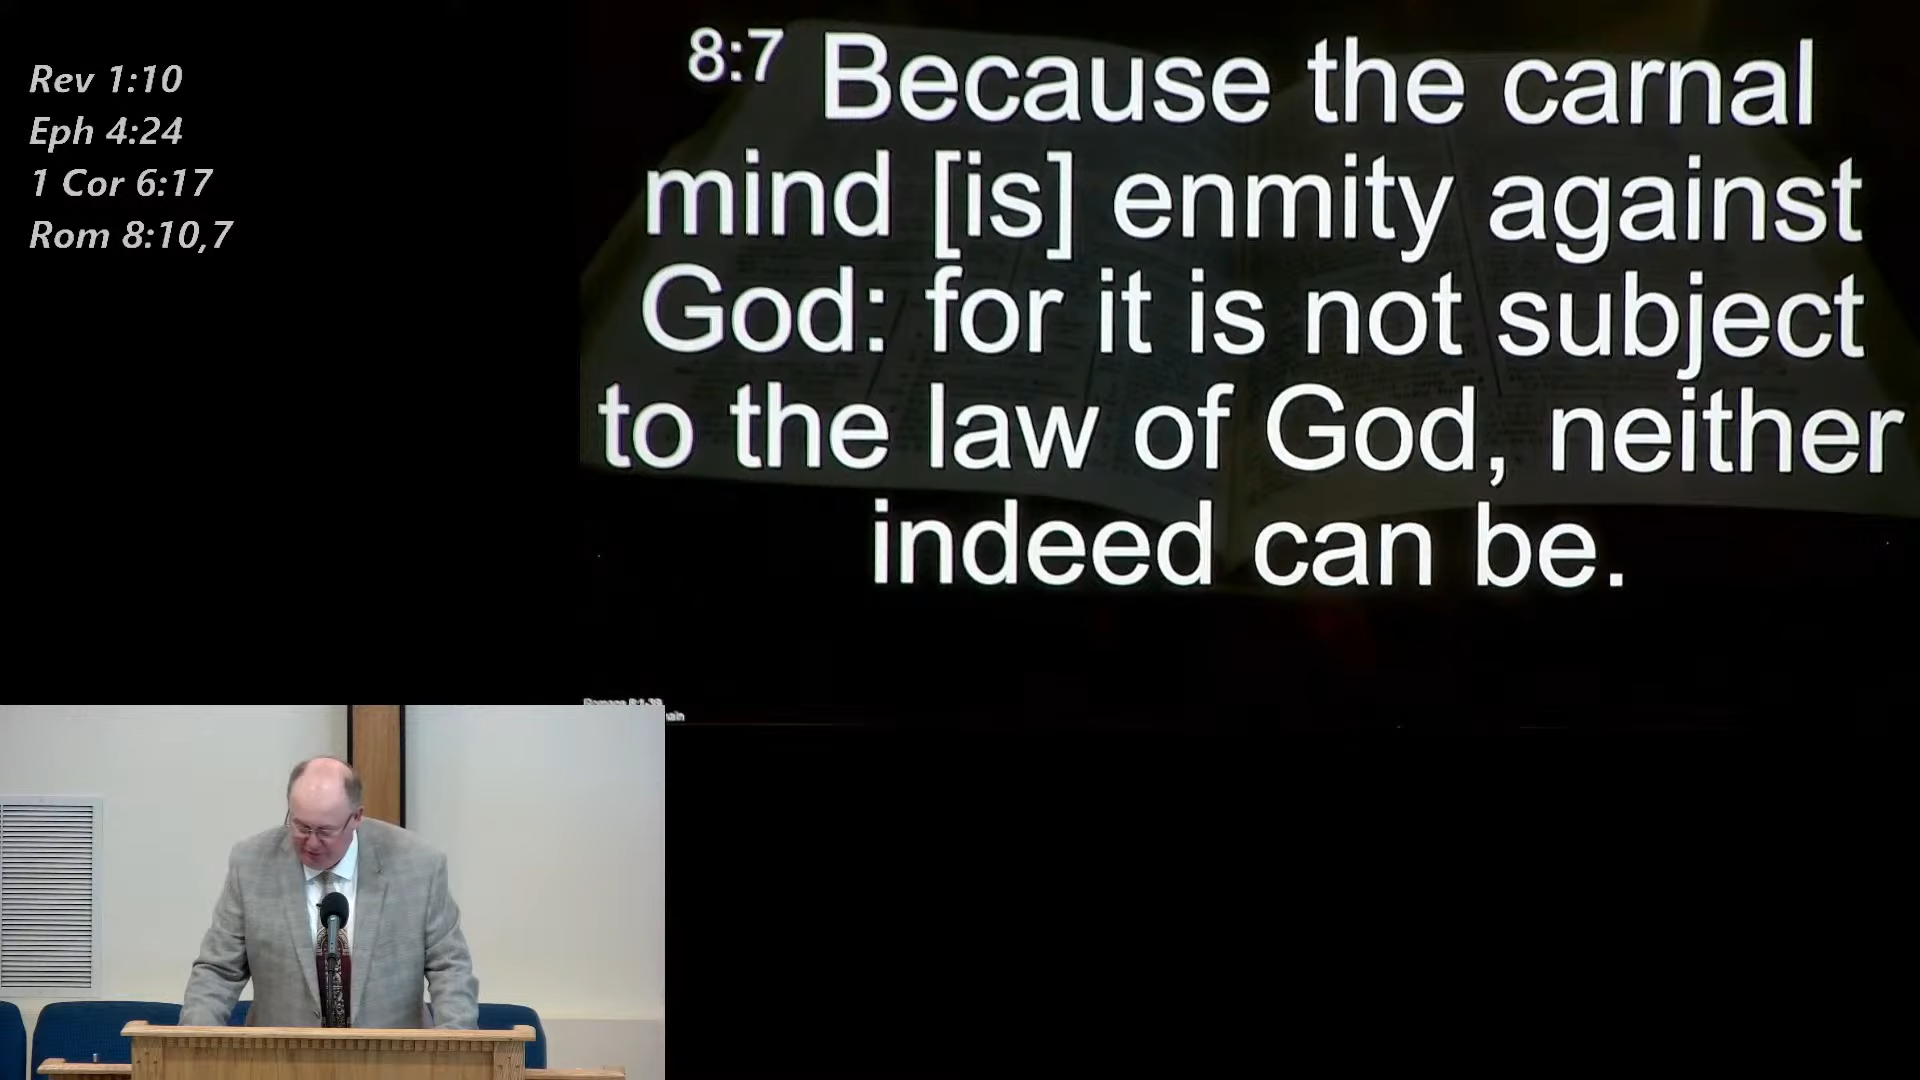 Rev 1:10
Eph 4:24
1 Cor 6:17
Rom 8:10,7
8:7 Because the carnal
mind [is] enmity against
God: for it is not subject
to the law of God, neither
indeed can be.